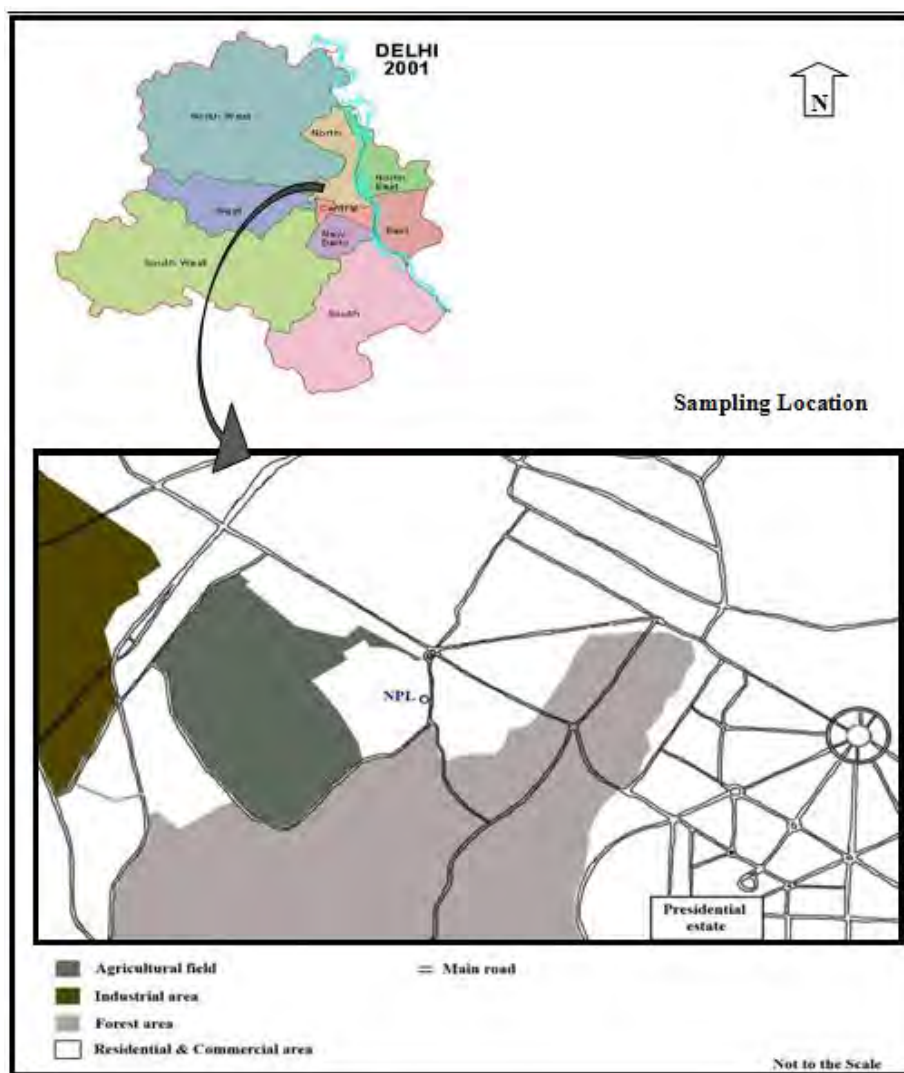 DELHI
2001
N
North West
North
North
East
West
Central
East
New
Delhi
South West
South
Sampling Location
NPL
Presidential
estate
Agricultural field
= Main road
Industrial area
Forest area
Residential & Commercial area
Not to the Scale